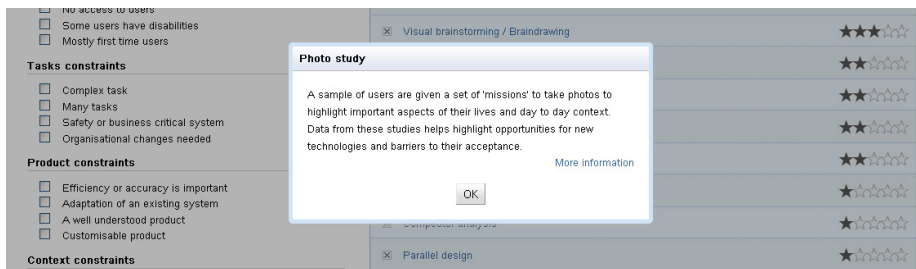 No access to users
Some users have disabilities
Mostly first time users
Tasks constraints
Complex task
Many tasks
Safety or business critical system
Organisational changes needed
Product constraints
Efficiency or accuracy is important
Adaptation of an existing system
A well understood product
Customisable product
Context constraints
Visual brainstorming / Braindrawing
Photo study
A sample of users are given a set of 'missions' to take photos to
highlight important aspects of their lives and day to day context.
Data from these studies helps highlight opportunities for new
technologies and barriers to their acceptance.
More information
OK
Competitor analysis
Parallel design